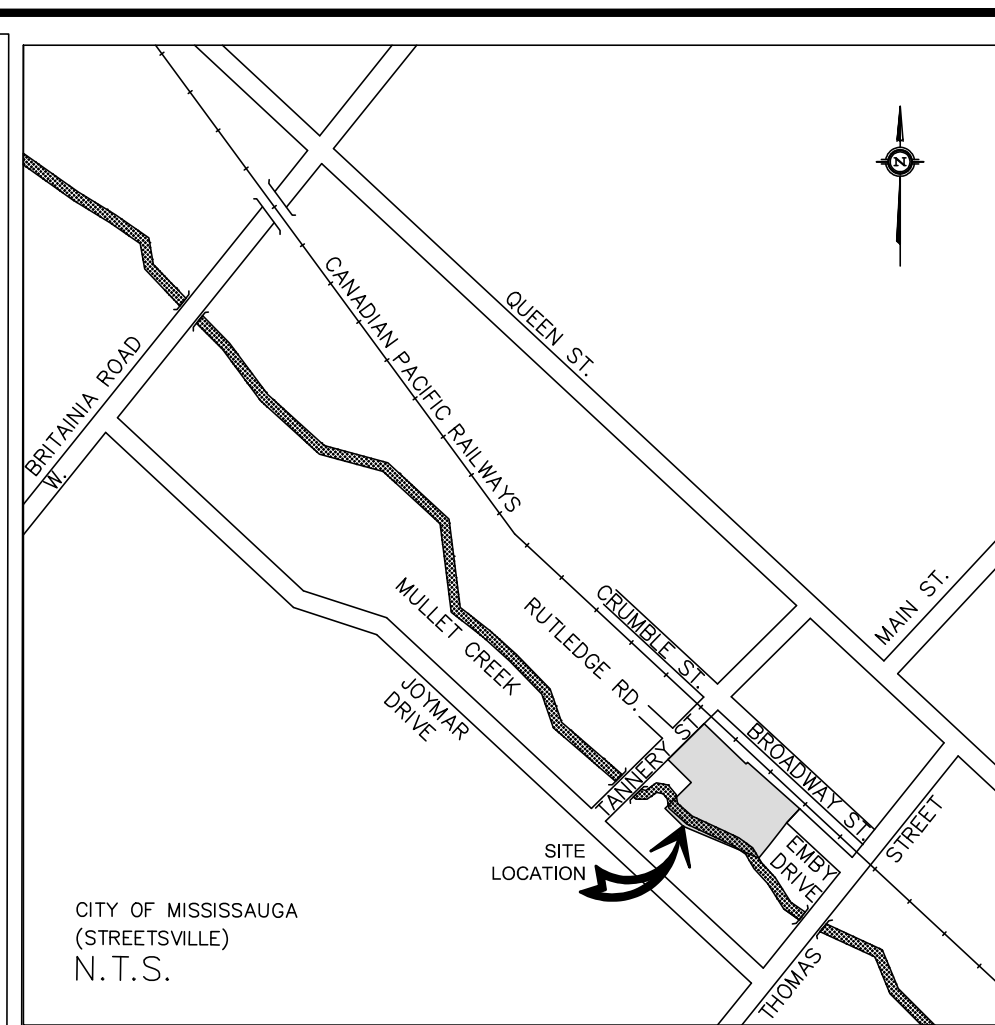 N
QUEEN ST.
CANADIAN PACIFIC RAILWAYS
BRITAINIA ROAD
W.
MAIN ST.
CRUMBLE ST.
RUTLEDGE RD.
MULLET CREEK
JOYMAR
DRIVE
TANNERY ST
BROADWAY ST.
STREET
EMBY
DRIVE
SITE
LOCATION
THOMAS
CITY OF MISSISSAUGA
(STREETSVILLE)
N.T.S.